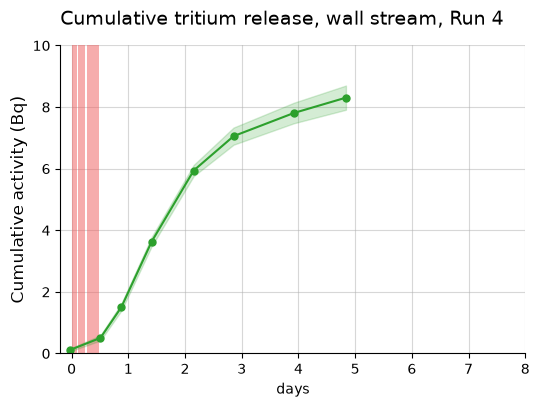 Cumulative tritium release, wall stream, Run 4
Cumulative activity (Bq)
10
8
6
4
2
0
0 1 2 3 4 5 6 7 8
days